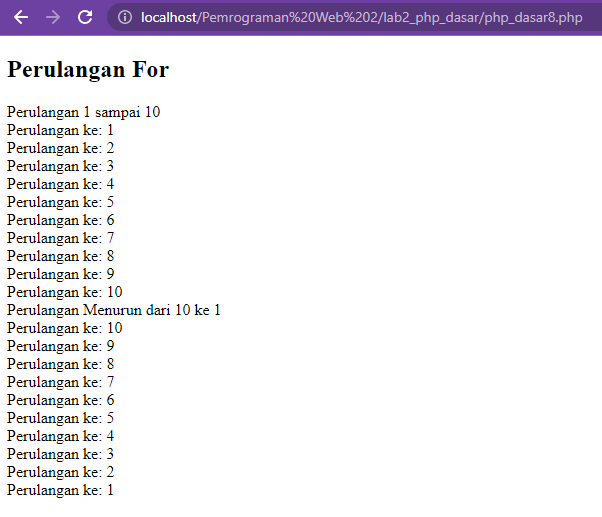 localhost/Pemrograman%20Web%202/lab2_php_dasar/php_dasar8.php
Perulangan For
Perulangan 1 sampai 10
Perulangan ke: 1
Perulangan ke: 2
Perulangan ke: 3
Perulangan ke: 4
Perulangan ke: 5
Perulangan ke: 6
Perulangan ke: 7
Perulangan ke: 8
Perulangan ke: 9
Perulangan ke: 10
Perulangan Menurun dari 10 ke 1
Perulangan ke: 10
Perulangan ke: 9
Perulangan ke: 8
Perulangan ke: 7
Perulangan ke: 6
Perulangan ke: 5
Perulangan ke: 4
Perulangan ke: 3
Perulangan ke: 2
Perulangan ke: 1